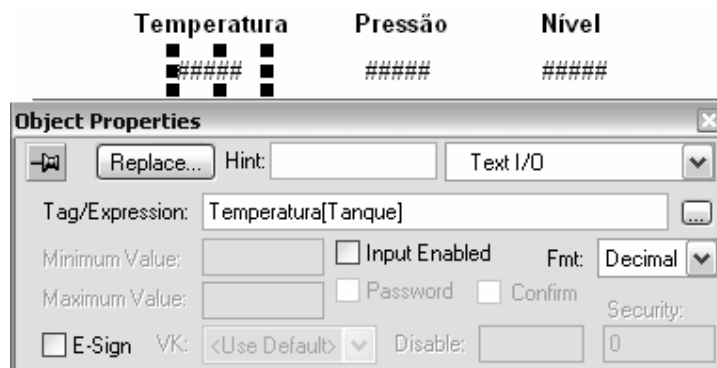 Temperatura Pressão Nível
##### ##### #####
Object Properties
Replace... Hint: Text I/O
Tag/Expression: Temperatura[Tanque] ...
Minimum Value: Input Enabled Fmt: Decimal
Maximum Value: Password Confirm Security:
E-Sign VK: <Use Default> Disable: 0